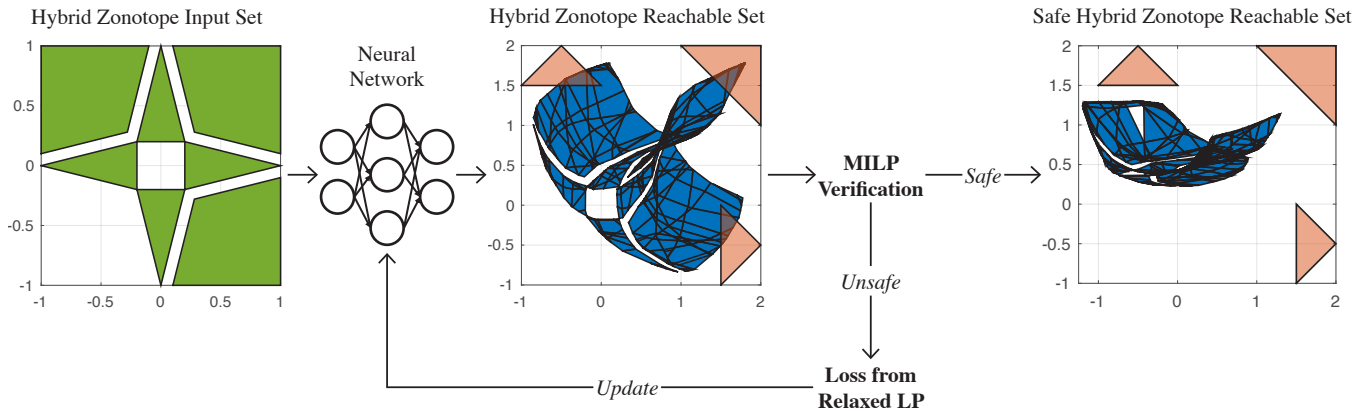 Hybrid Zonotope Input Set
1
0.5
0
-0.5
-1
-1
-0.5
0
0.5
1
Neural
Network
Hybrid Zonotope Reachable Set
2
1.5
1
0.5
0
-0.5
-1
-1
0
1
2
MILP
Verification
Safe
Unsafe
Loss from
Relaxed LP
Update
Safe Hybrid Zonotope Reachable Set
2
1.5
1
0.5
0
-0.5
-1
-1
0
1
2